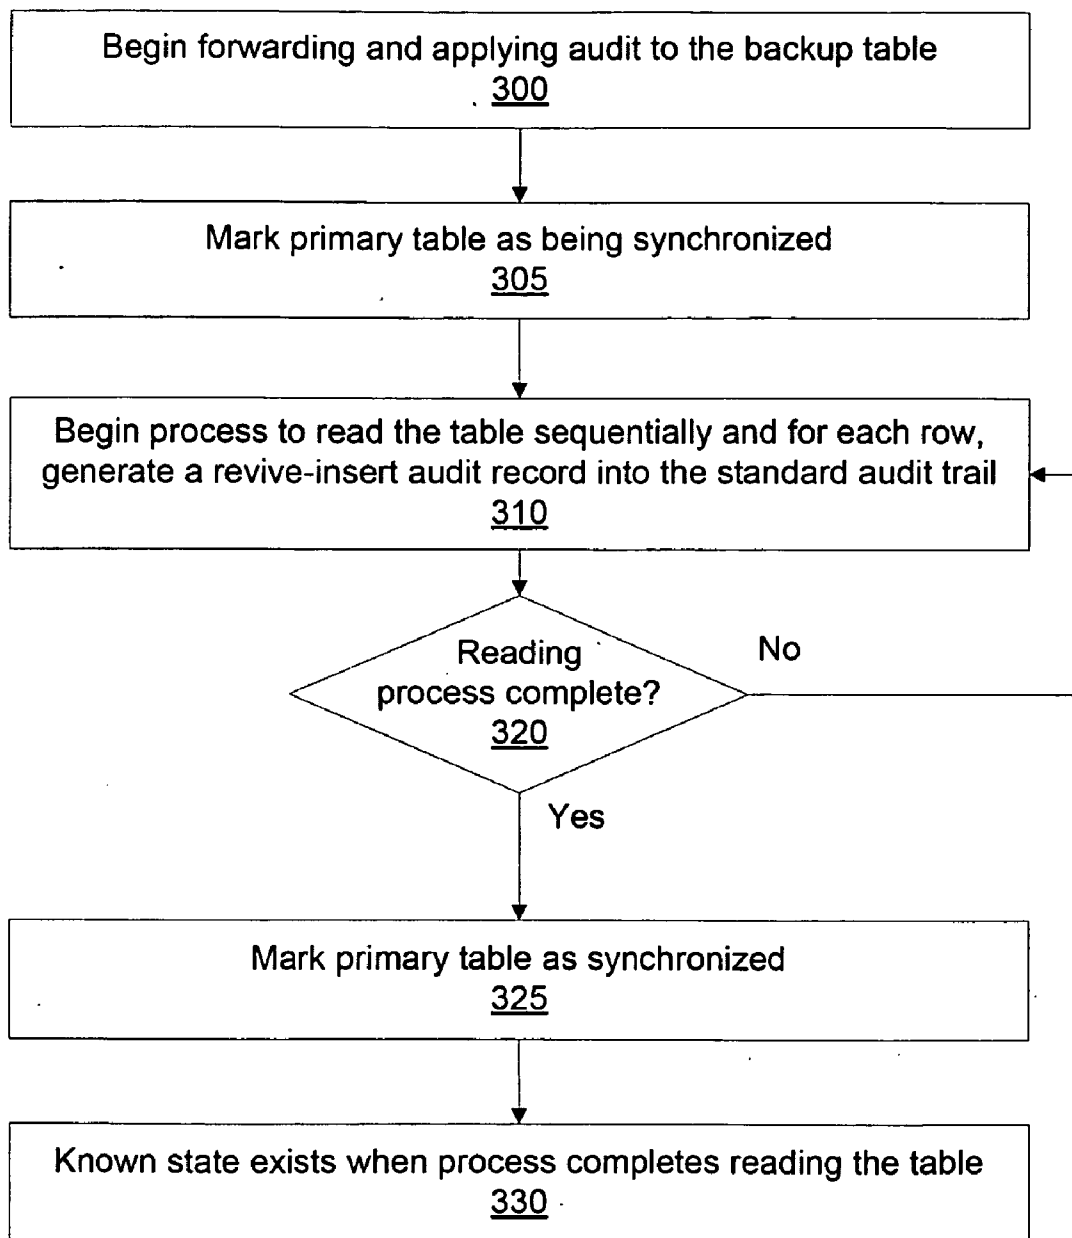 Begin forwarding and applying audit to the backup table
300
Mark primary table as being synchronized
305
Begin process to read the table sequentially and for each row,
generate a revive-insert audit record into the standard audit trail
310
Reading
process complete?
320
No
Yes
Mark primary table as synchronized
325
Known state exists when process completes reading the table
330